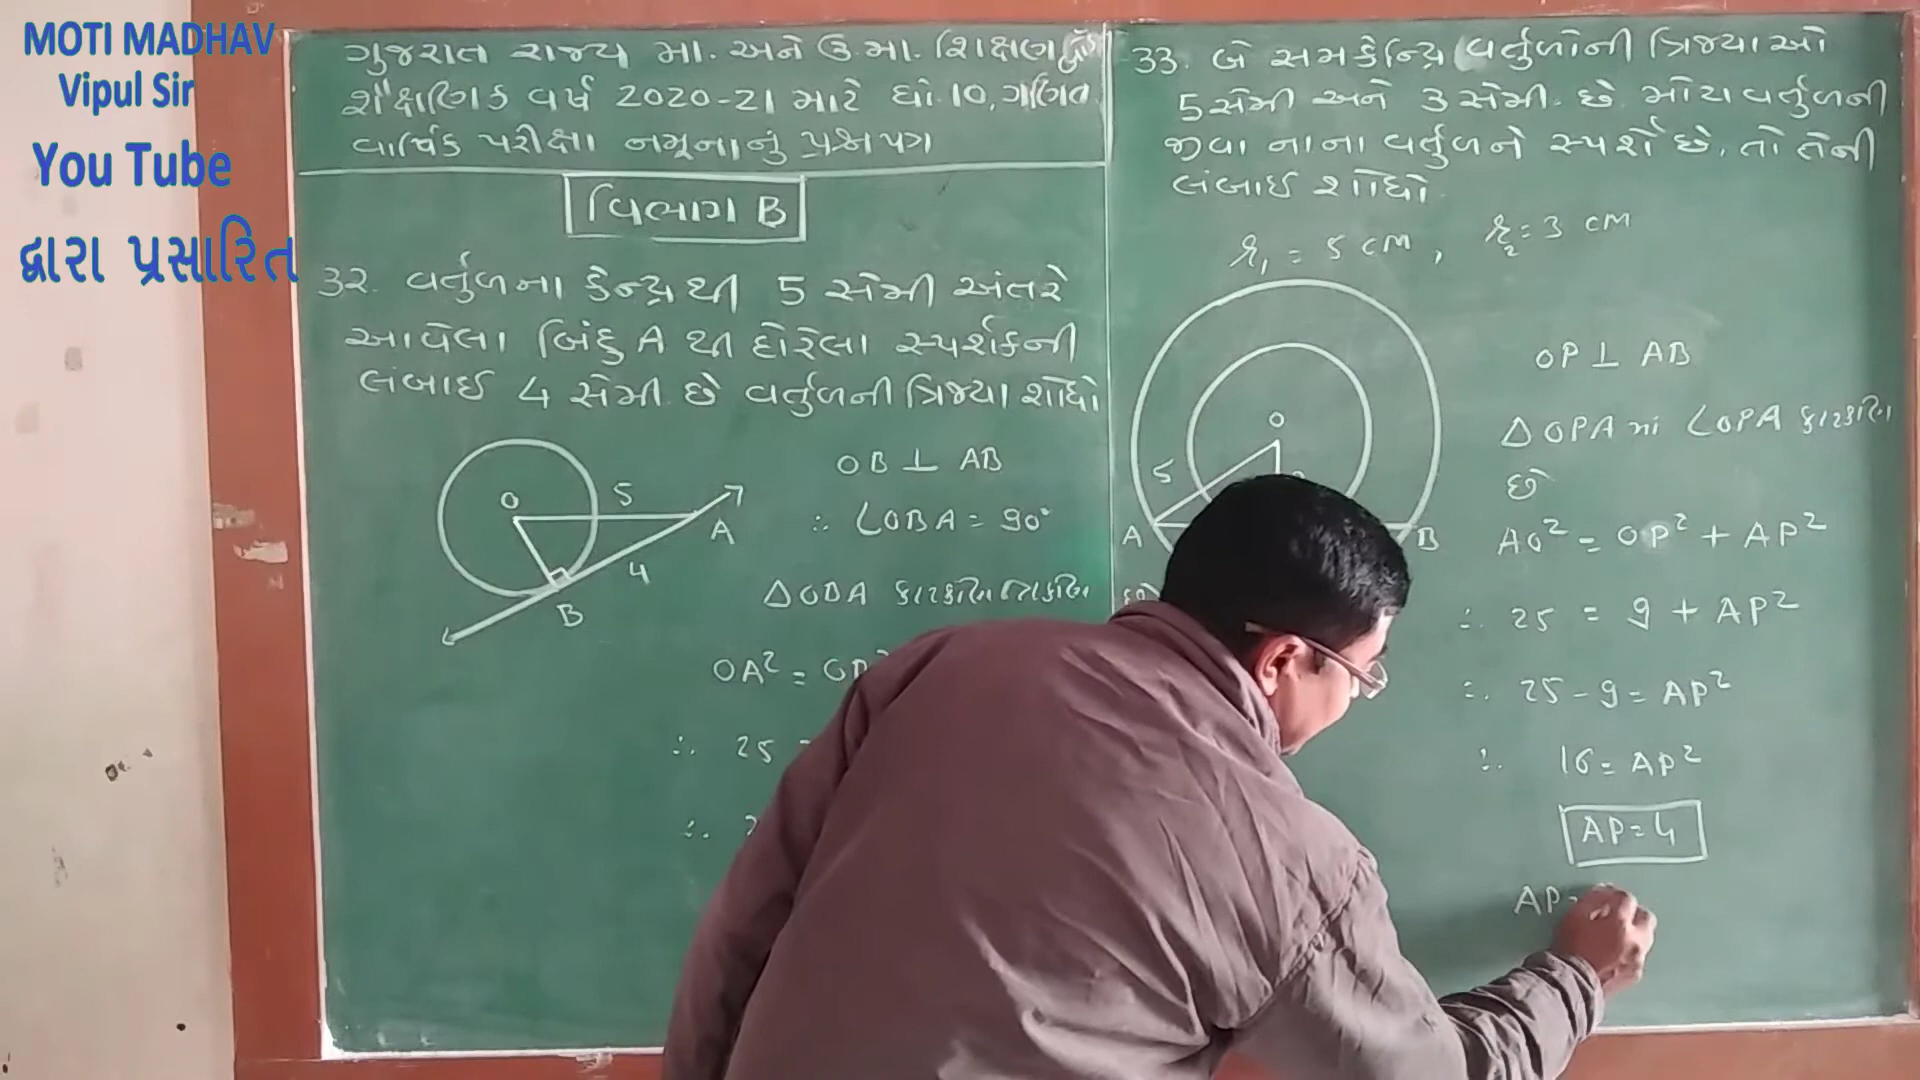 MOTI MADHAV
Vipul Sir
You Tube
દ્વારા પ્રસારિત
ગુજરાત રાજ્ય મા. અને ઉ.મા. શિક્ષણ
શૈક્ષણિક વર્ષ 2020-21 માટે ધો.10, ગણિત
વાર્ષિક પરીક્ષા નમૂનાનું પ્રશ્નપત્ર
વિભાગ B
32. વર્તુળના કેન્દ્રથી 5 સેમી અંતરે
આવેલા બિંદુ A થી દોરેલા સ્પર્શકની
લંબાઈ 4 સેમી. છે વર્તુળની ત્રિજ્યા શોધો
O
5
A
4
B
OB ⊥ AB
∴ ∠OBA = 90°
△OBA કાટકોણ ત્રિકોણ
OA² = OB²
∴ 25
∴ 2
33. બે સમકેન્દ્રિ વર્તુળોની ત્રિજ્યાઓ
5 સેમી અને 3 સેમી. છે. મોટા વર્તુળની
જીવા નાના વર્તુળને સ્પર્શે છે, તો તેની
લંબાઈ શોધો.
r₁ = 5 cm, r₂ = 3 cm
O
5
A
B
OP ⊥ AB
△OPA માં ∠OPA કાટકોણ
છે
AO² = OP² + AP²
∴ 25 = 9 + AP²
∴ 25 - 9 = AP²
∴ 16 = AP²
AP = 4
AP =